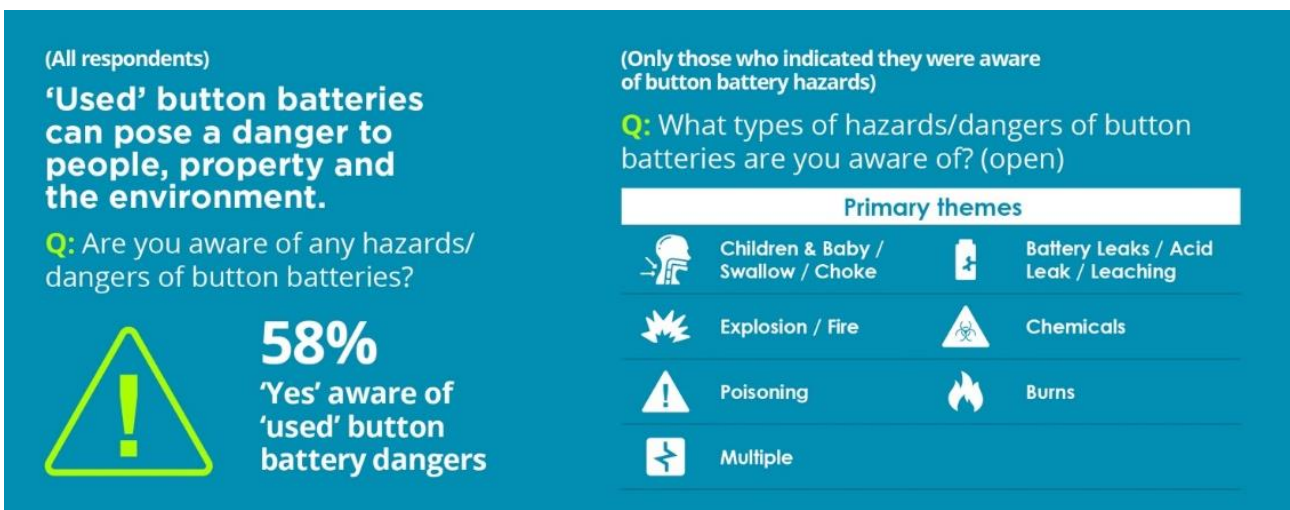 (All respondents)
‘Used’ button batteries
can pose a danger to
people, property and
the environment.
Q: Are you aware of any hazards/
dangers of button batteries?
58%
‘Yes’ aware of
‘used’ button
battery dangers
(Only those who indicated they were aware
of button battery hazards)
Q: What types of hazards/dangers of button
batteries are you aware of? (open)
Primary themes
Children & Baby /
Swallow / Choke
Battery Leaks / Acid
Leak / Leaching
Explosion / Fire
Chemicals
Poisoning
Burns
Multiple